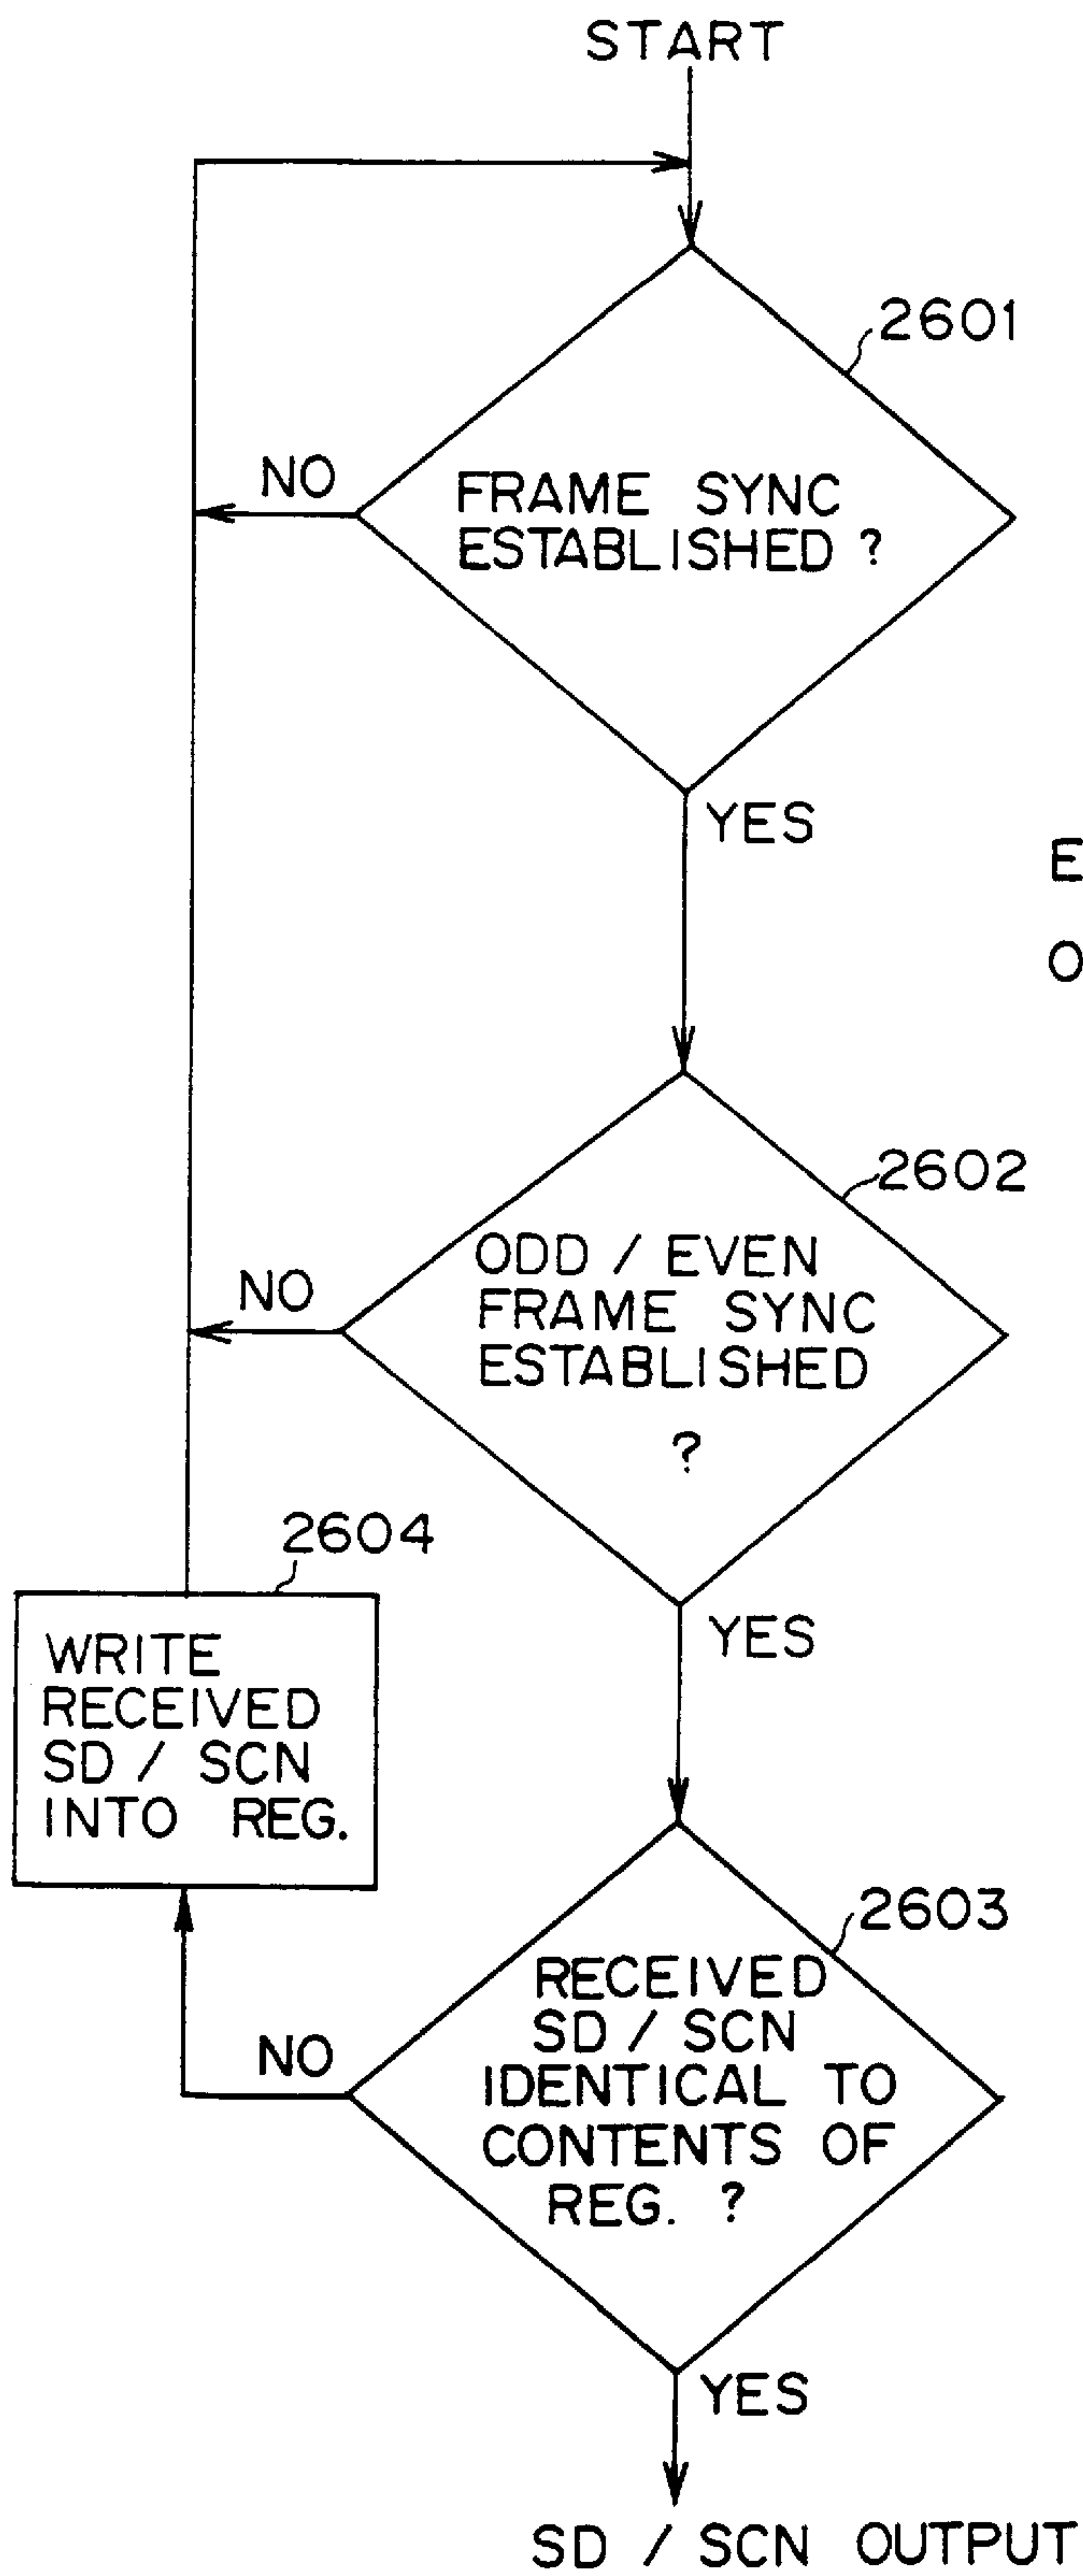 START
2601
NO
FRAME SYNC
ESTABLISHED ?
YES
E
O
2602
NO
ODD / EVEN
FRAME SYNC
ESTABLISHED
?
2604
YES
WRITE
RECEIVED
SD / SCN
INTO REG.
2603
NO
RECEIVED
SD / SCN
IDENTICAL TO
CONTENTS OF
REG. ?
YES
SD / SCN OUTPUT